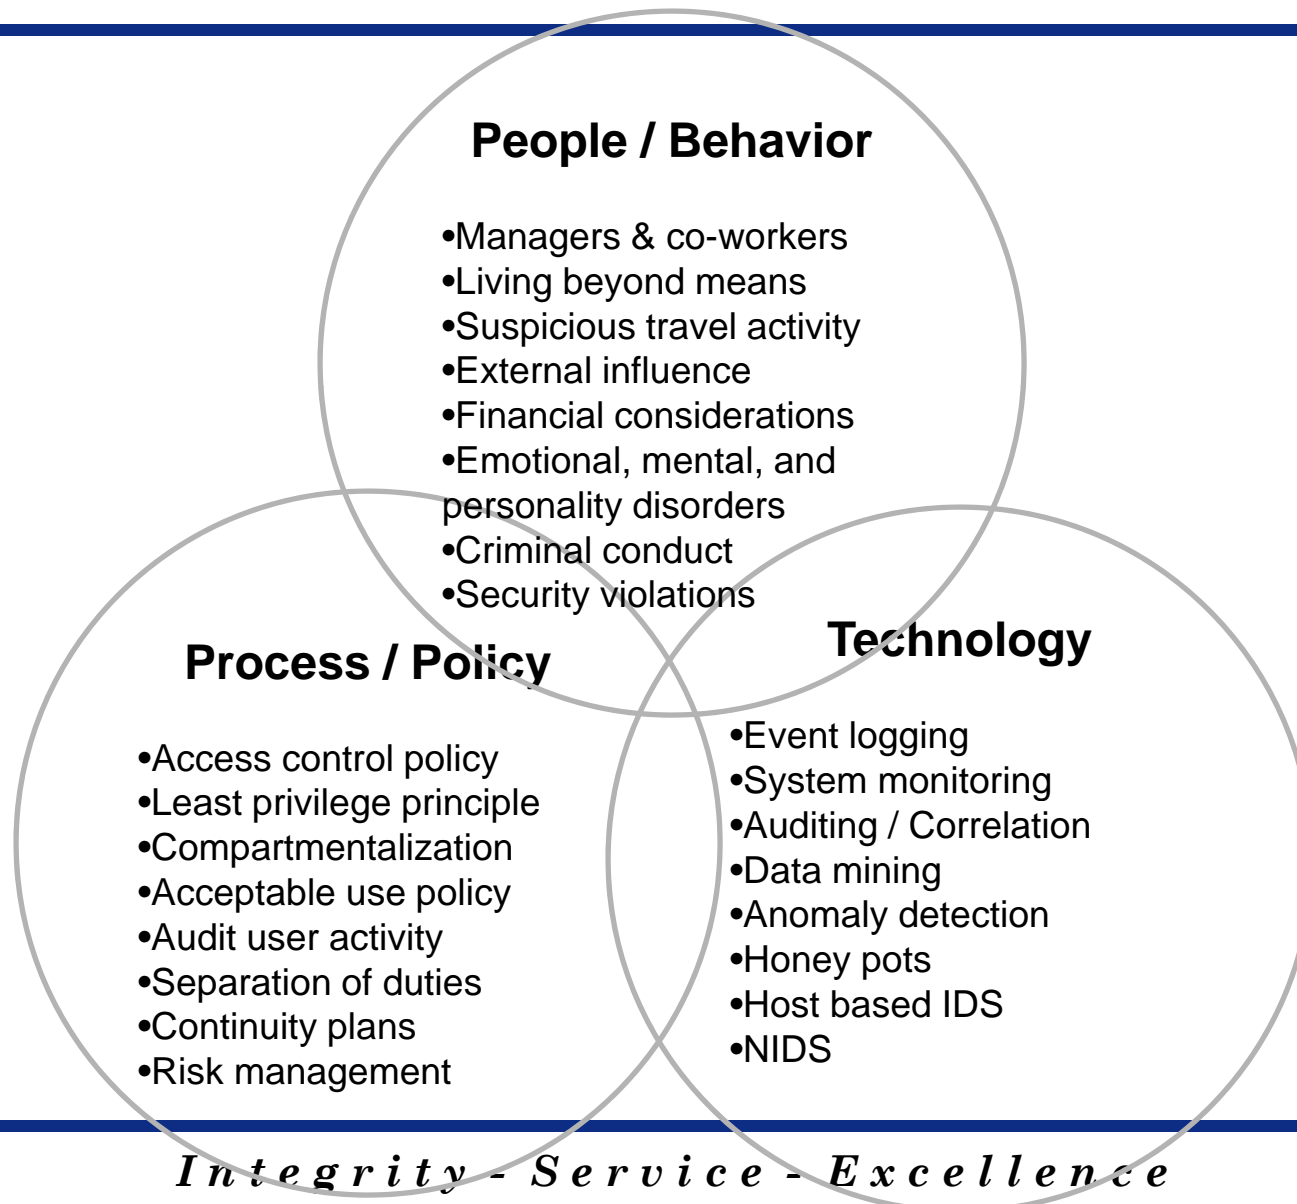 People / Behavior
•Managers & co-workers
•Living beyond means
•Suspicious travel activity
•External influence
•Financial considerations
•Emotional, mental, and
personality disorders
•Criminal conduct
•Security violations
Process / Policy
•Access control policy
•Least privilege principle
•Compartmentalization
•Acceptable use policy
•Audit user activity
•Separation of duties
•Continuity plans
•Risk management
Technology
•Event logging
•System monitoring
•Auditing / Correlation
•Data mining
•Anomaly detection
•Honey pots
•Host based IDS
•NIDS
Integrity - Service - Excellence